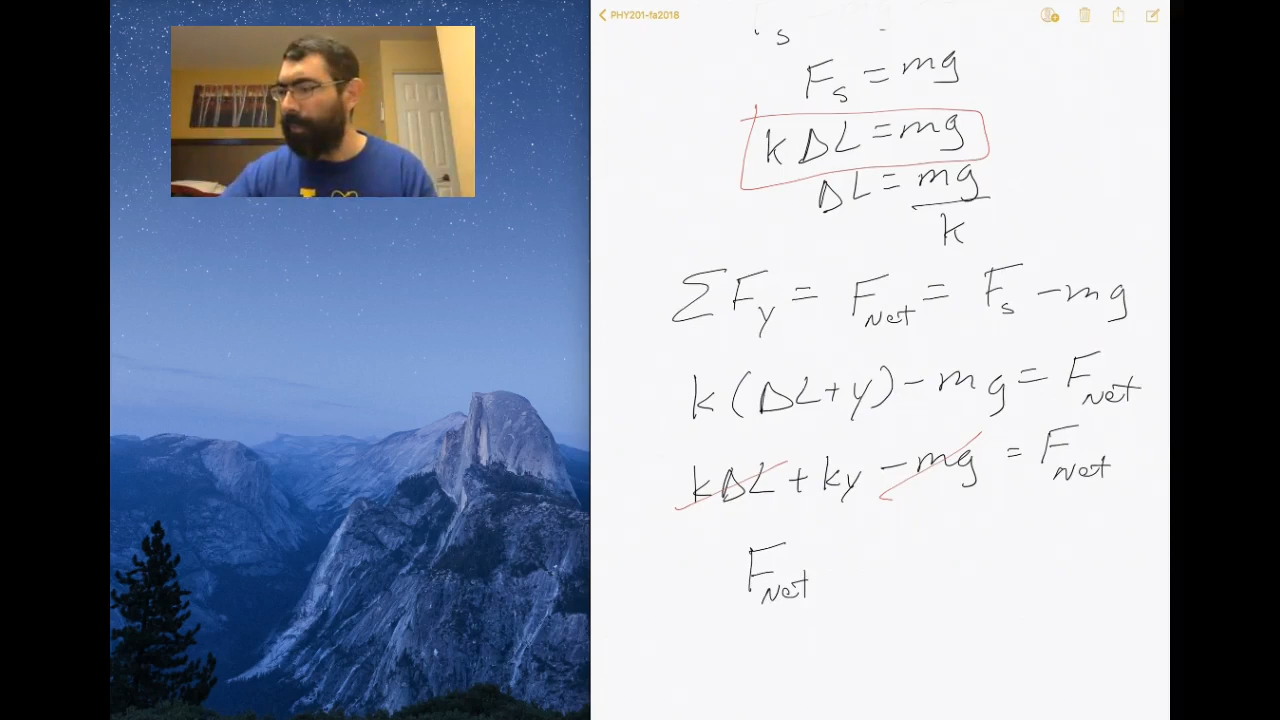 PHY201-fa2018
s
Fs = mg
kΔL = mg
ΔL = mg/k
ΣFy = FNet = Fs - mg
k(ΔL+y) - mg = FNet
kΔL + ky - mg = FNet
FNet